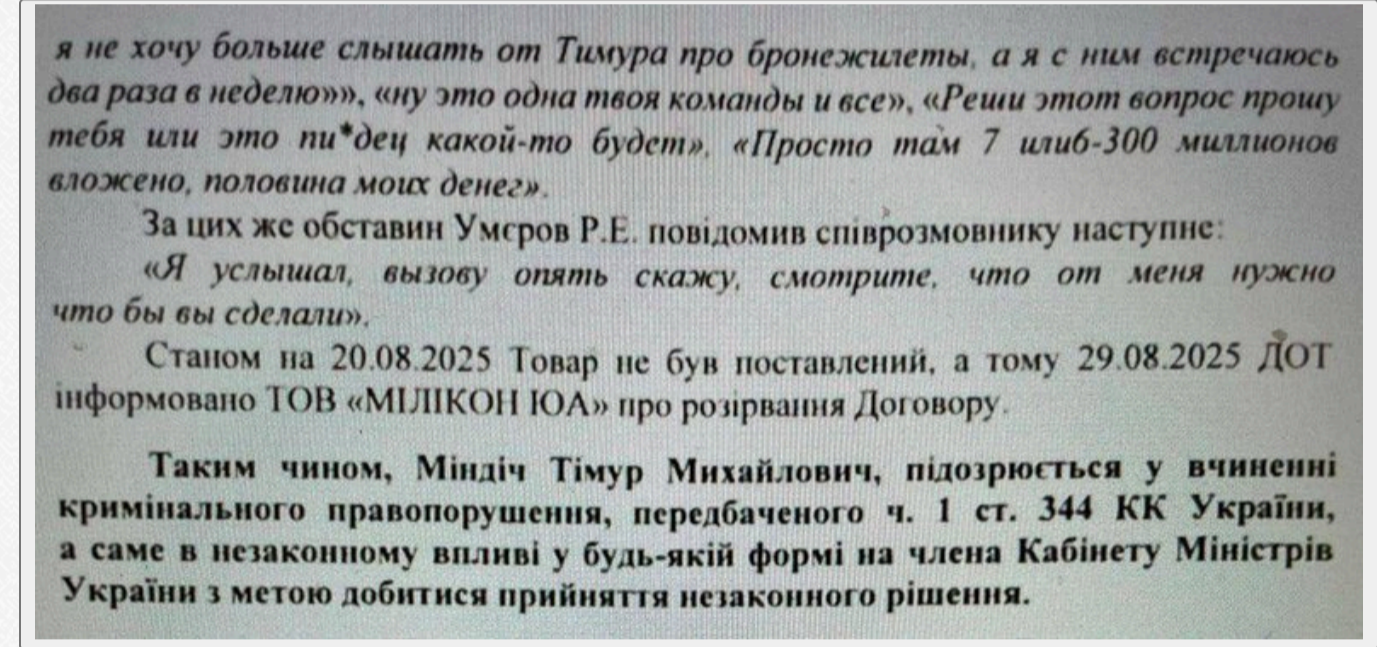 я не хочу больше слышать от Тимура про бронежилеты, а я с ним встречаюсь
два раза в неделю»», «ну это одна твоя команды и все», «Реши этот вопрос прошу
тебя или это пи*дец какой-то будет», «Просто там 7 или6-300 миллионов
вложено, половина моих денег».
За цих же обставин Умєров Р.Е. повідомив співрозмовнику наступне:
«Я услышал, вызову опять скажу, смотрите, что от меня нужно
что бы вы сделали».
Станом на 20.08.2025 Товар не був поставлений, а тому 29.08.2025 ДОТ
інформовано ТОВ «МІЛІКОН ЮА» про розірвання Договору.
Таким чином, Міндіч Тімур Михайлович, підозрюється у вчиненні
кримінального правопорушення, передбаченого ч. 1 ст. 344 КК України,
а саме в незаконному впливі у будь-якій формі на члена Кабінету Міністрів
України з метою добитися прийняття незаконного рішення.